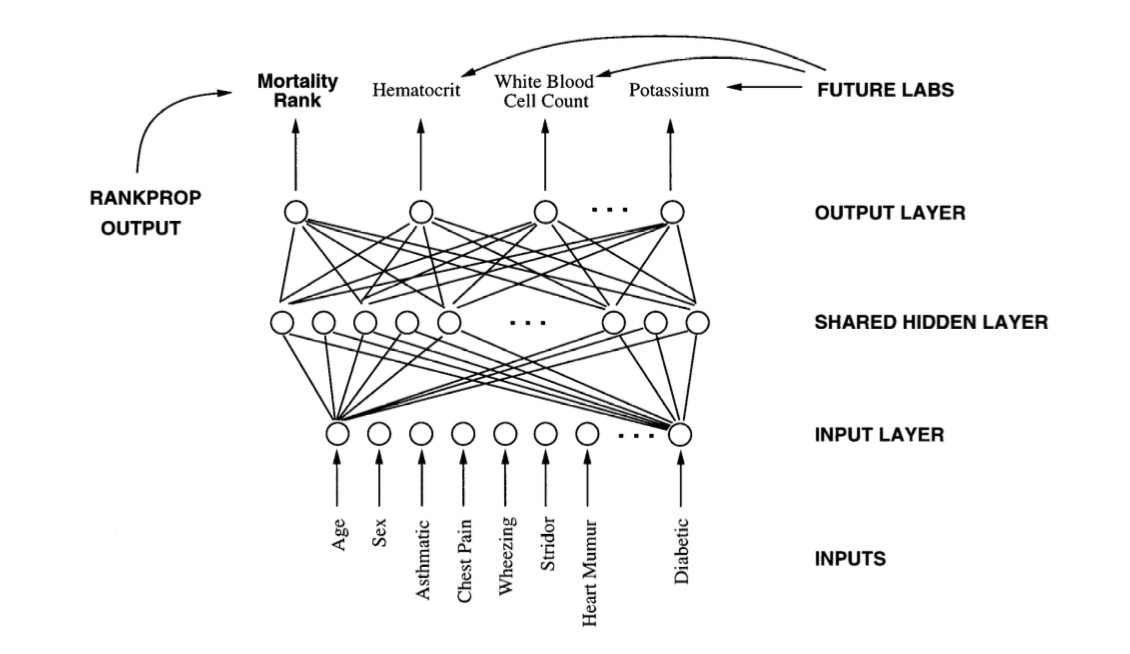 Mortality
Rank
Hematocrit
White Blood
Cell Count
Potassium
FUTURE LABS
RANKPROP
OUTPUT
. . .
OUTPUT LAYER
. . .
SHARED HIDDEN LAYER
. . .
INPUT LAYER
Age
Sex
Asthmatic
Chest Pain
Wheezing
Stridor
Heart Mumur
Diabetic
INPUTS